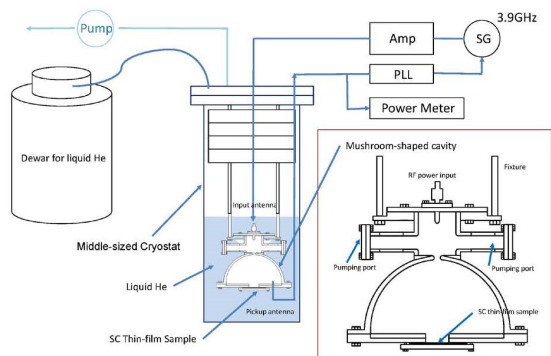 Pump
3.9GHz
Amp
SG
PLL
Power Meter
Dewar for liquid He
Mushroom-shaped cavity
Input antenna
Middle-sized Cryostat
Liquid He
Pickup antenna
SC Thin-film Sample
RF power input
Fixture
Pumping port
Pumping port
SC thin-film sample